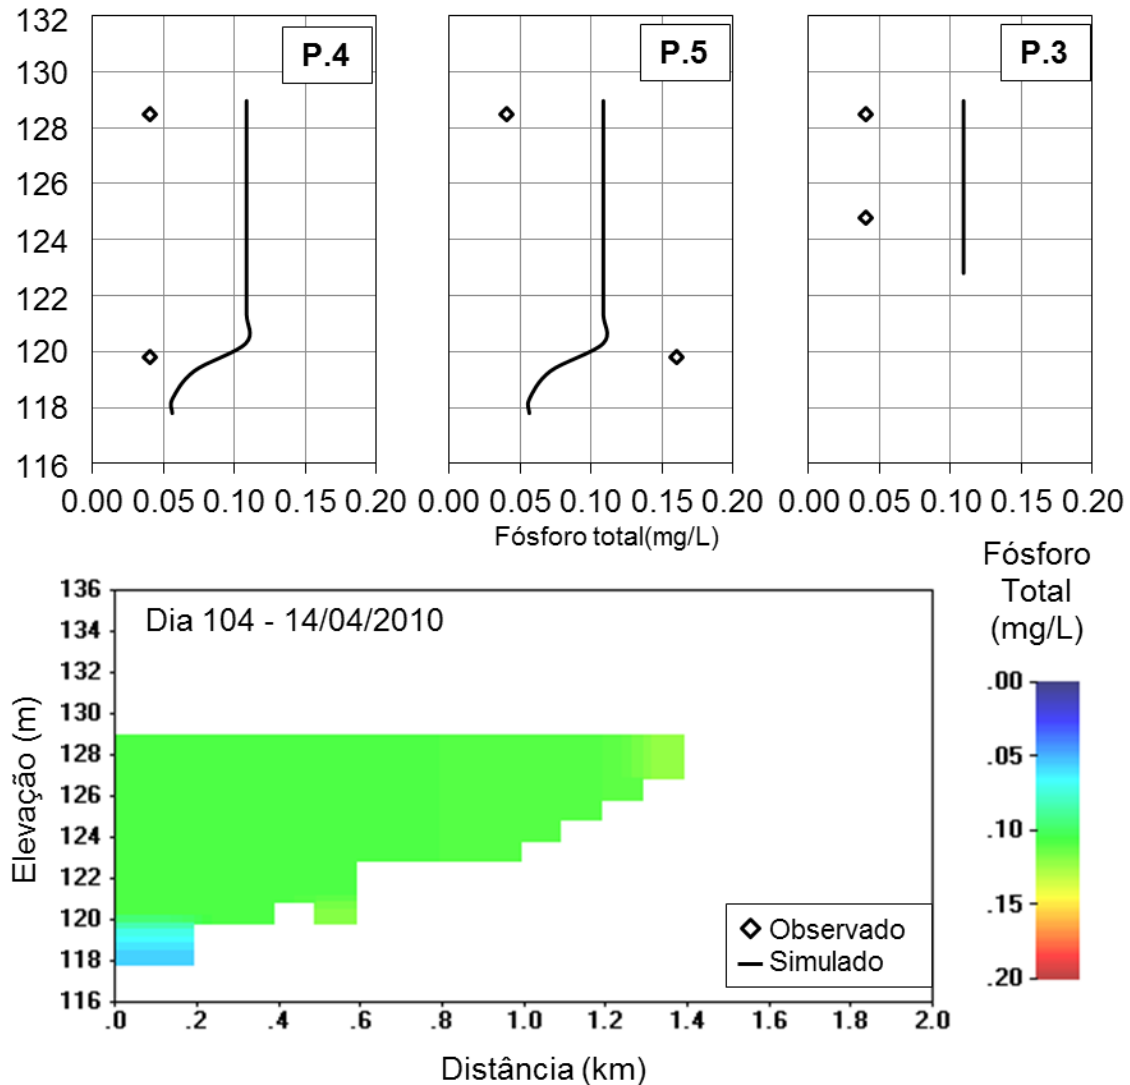 132
130
128
126
124
122
120
118
116
P.4
P.5
P.3
0.00 0.05 0.10 0.15 0.20 0.00 0.05 0.10 0.15 0.20 0.00 0.05 0.10 0.15 0.20
Fósforo total(mg/L)
Fósforo
Total
(mg/L)
.00
.05
.10
.15
.20
Elevação (m)
136
134
132
130
128
126
124
122
120
118
116
Dia 104 - 14/04/2010
Observado
Simulado
.0 .2 .4 .6 .8 1.0 1.2 1.4 1.6 1.8 2.0
Distância (km)